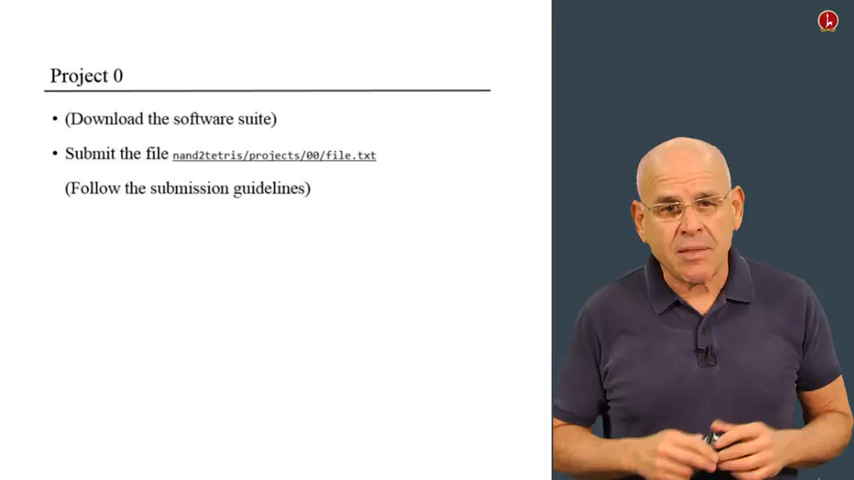 Project 0
• (Download the software suite)
• Submit the file nand2tetris/projects/00/file.txt
(Follow the submission guidelines)